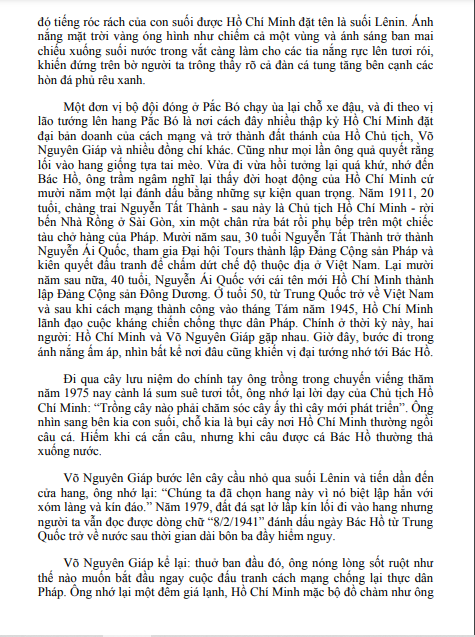 đó tiếng róc rách của con suối được Hồ Chí Minh đặt tên là suối Lênin. Ánh
nắng mặt trời vàng óng hình như chiếm cả một vùng và ánh sáng ban mai
chiếu xuống suối nước trong vắt càng làm cho các tia nắng rực lên tươi rói,
khiến đứng trên bờ người ta trông thấy rõ cả đàn cá tung tăng bên cạnh các
hòn đá phủ rêu xanh.
Một đơn vị bộ đội đóng ở Pắc Bó chạy ùa lại chỗ xe đậu, và đi theo vị
lão tướng lên hang Pắc Bó là nơi cách đây nhiều thập kỷ Hồ Chí Minh đặt
đại bản doanh của cách mạng và trở thành đất thánh của Hồ Chủ tịch, Võ
Nguyên Giáp và nhiều đồng chí khác. Cũng như mọi lần ông quả quyết rằng
lối vào hang giống tựa tai mèo. Vừa đi vừa hồi tưởng lại quá khứ, nhớ đến
Bác Hồ, ông trầm ngâm nghĩ lại thấy đời hoạt động của Hồ Chí Minh cứ
mười năm một lại đánh dấu bằng những sự kiện quan trọng. Năm 1911, 20
tuổi, chàng trai Nguyễn Tất Thành - sau này là Chủ tịch Hồ Chí Minh - rời
bến Nhà Rồng ở Sài Gòn, xin một chân rửa bát rồi phụ bếp trên một chiếc
tàu chở hàng của Pháp. Mười năm sau, 30 tuổi Nguyễn Tất Thành trở thành
Nguyễn Ái Quốc, tham gia Đại hội Tours thành lập Đảng Cộng sản Pháp và
kiên quyết đấu tranh để chấm dứt chế độ thuộc địa ở Việt Nam. Lại mười
năm sau nữa, 40 tuổi, Nguyễn Ái Quốc với cái tên mới Hồ Chí Minh thành
lập Đảng Cộng sản Đông Dương. Ở tuổi 50, từ Trung Quốc trở về Việt Nam
và sau khi cách mạng thành công vào tháng Tám năm 1945, Hồ Chí Minh
lãnh đạo cuộc kháng chiến chống thực dân Pháp. Chính ở thời kỳ này, hai
người: Hồ Chí Minh và Võ Nguyên Giáp gặp nhau. Giờ đây, bước đi trong
ánh nắng ấm áp, nhìn bất kể nơi đâu cũng khiến vị đại tướng nhớ tới Bác Hồ.
Đi qua cây lưu niệm do chính tay ông trồng trong chuyến viếng thăm
năm 1975 nay cành lá sum suê tươi tốt, ông nhớ lại lời dạy của Chủ tịch Hồ
Chí Minh: “Trồng cây nào phải chăm sóc cây ấy thì cây mới phát triển”. Ông
nhìn sang bên kia con suối, chỗ kia là bụi cây nơi Hồ Chí Minh thường ngồi
câu cá. Hiếm khi cá cắn câu, nhưng khi câu được cá Bác Hồ thường thả
xuống nước.
Võ Nguyên Giáp bước lên cây cầu nhỏ qua suối Lênin và tiến dần đến
cửa hang, ông nhớ lại: “Chúng ta đã chọn hang này vì nó biệt lập hẳn với
xóm làng và kín đáo.” Năm 1979, đất đá sạt lở lấp kín lối đi vào hang nhưng
người ta vẫn đọc được dòng chữ “8/2/1941” đánh dấu ngày Bác Hồ từ Trung
Quốc trở về nước sau thời gian dài bôn ba đầy hiểm nguy.
Võ Nguyên Giáp kể lại: thuở ban đầu đó, ông nóng lòng sốt ruột như
thế nào muốn bắt đầu ngay cuộc đấu tranh cách mạng chống lại thực dân
Pháp. Ông nhớ lại một đêm giá lạnh, Hồ Chí Minh mặc bộ đồ chàm như ông